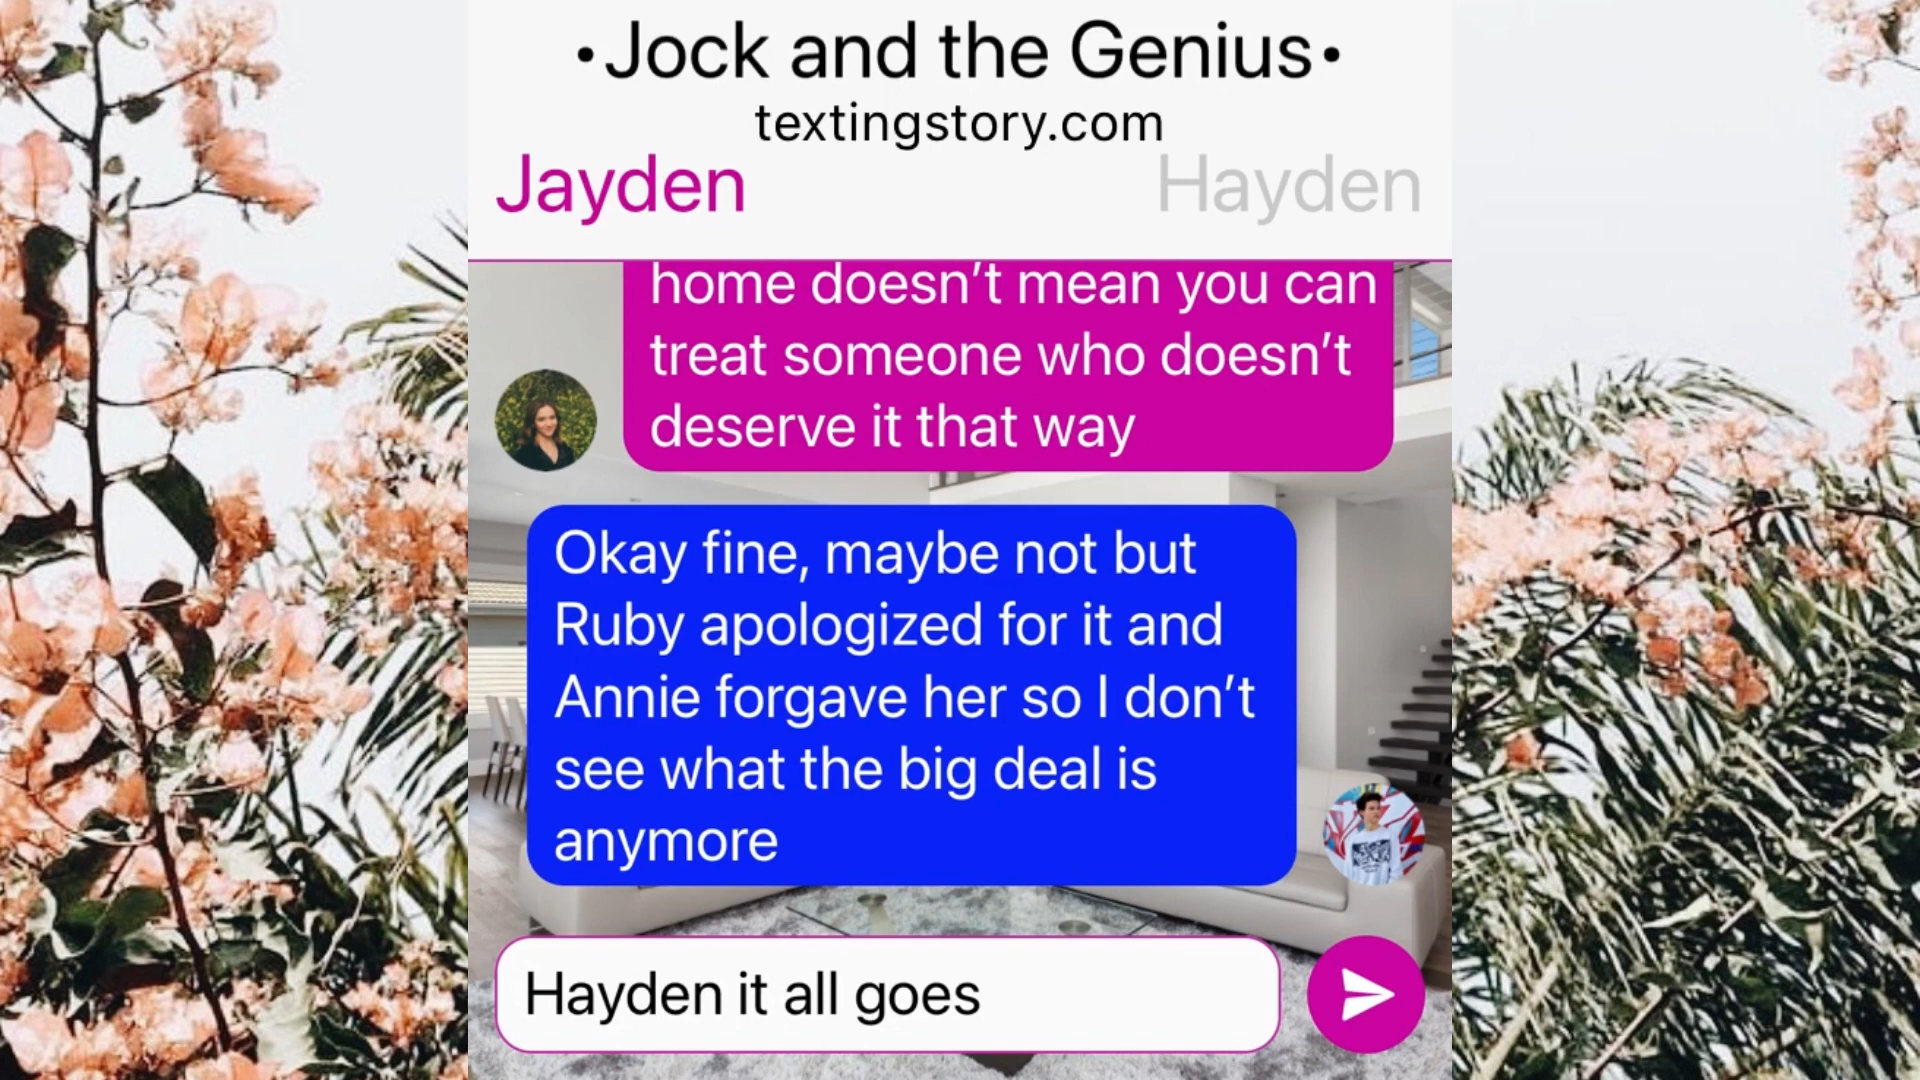 •Jock and the Genius•
textingstory.com
Jayden
Hayden
home doesn’t mean you can
treat someone who doesn’t
deserve it that way
Okay fine, maybe not but
Ruby apologized for it and
Annie forgave her so I don’t
see what the big deal is
anymore
Hayden it all goes